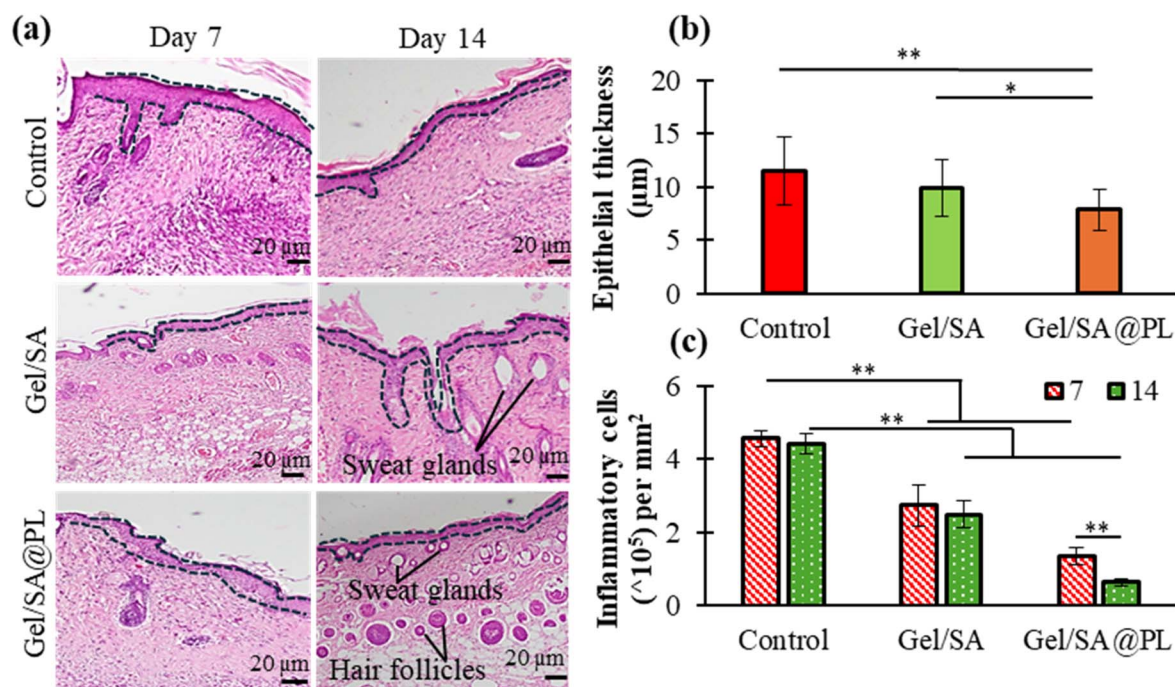 (a)
Day 7
Day 14
Control
20 µm
20 µm
Gel/SA
20 µm
Sweat glands
20 µm
Gel/SA@PL
20 µm
Sweat glands
Hair follicles
20 µm
(b)
**
*
Epithelial thickness
(µm)
20
15
10
5
0
Control
Gel/SA
Gel/SA@PL
(c)
**
7
14
**
**
Inflammatory cells
(^10⁵) per mm²
6
4
2
0
Control
Gel/SA
Gel/SA@PL